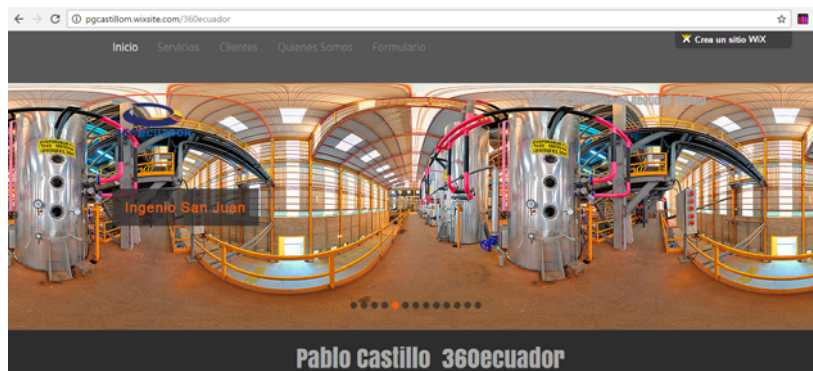 pgcastillom.wixsite.com/360ecuador
Inicio Servicios Clientes Quienes Somos Formulario
Crea un sitio WiX
Ingenio San Juan
Pablo Castillo 360ecuador